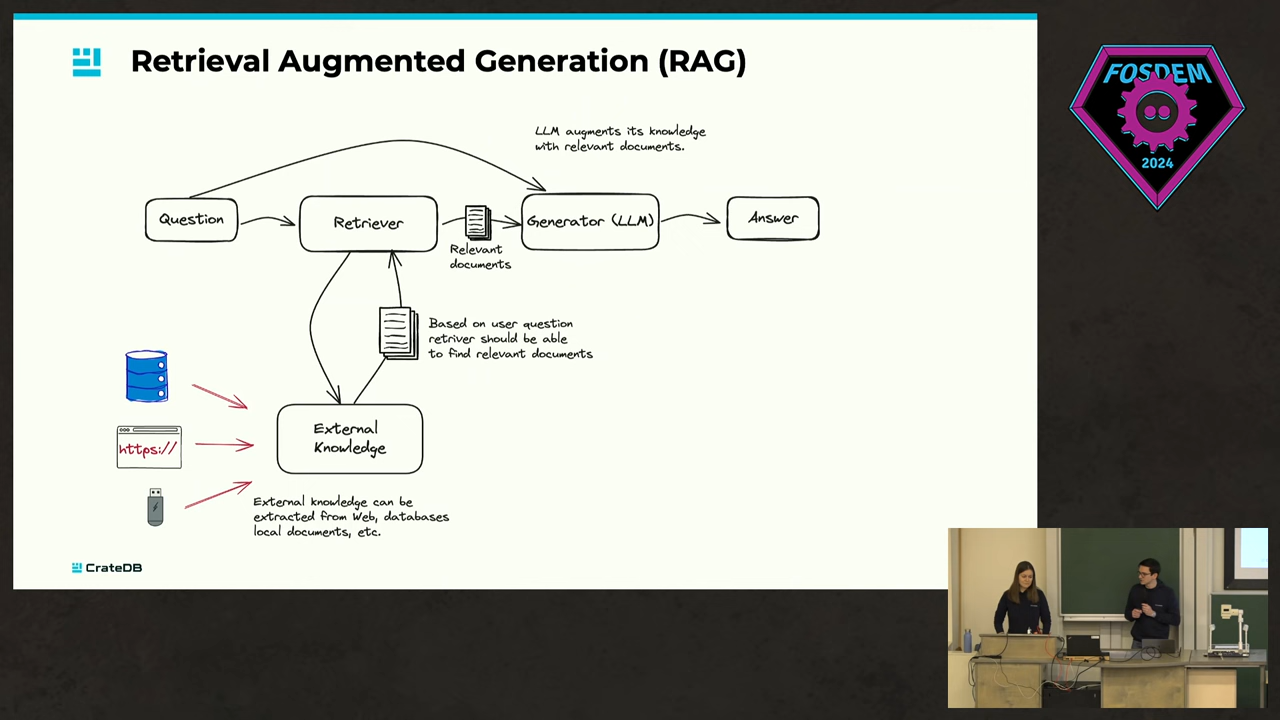 Retrieval Augmented Generation (RAG)
FOSDEM
2024
LLM augments its knowledge
with relevant documents.
Question
Retriever
Generator (LLM)
Answer
Relevant
documents
Based on user question
retriver should be able
to find relevant documents
https://
External
Knowledge
External knowledge can be
extracted from Web, databases
local documents, etc.
CrateDB